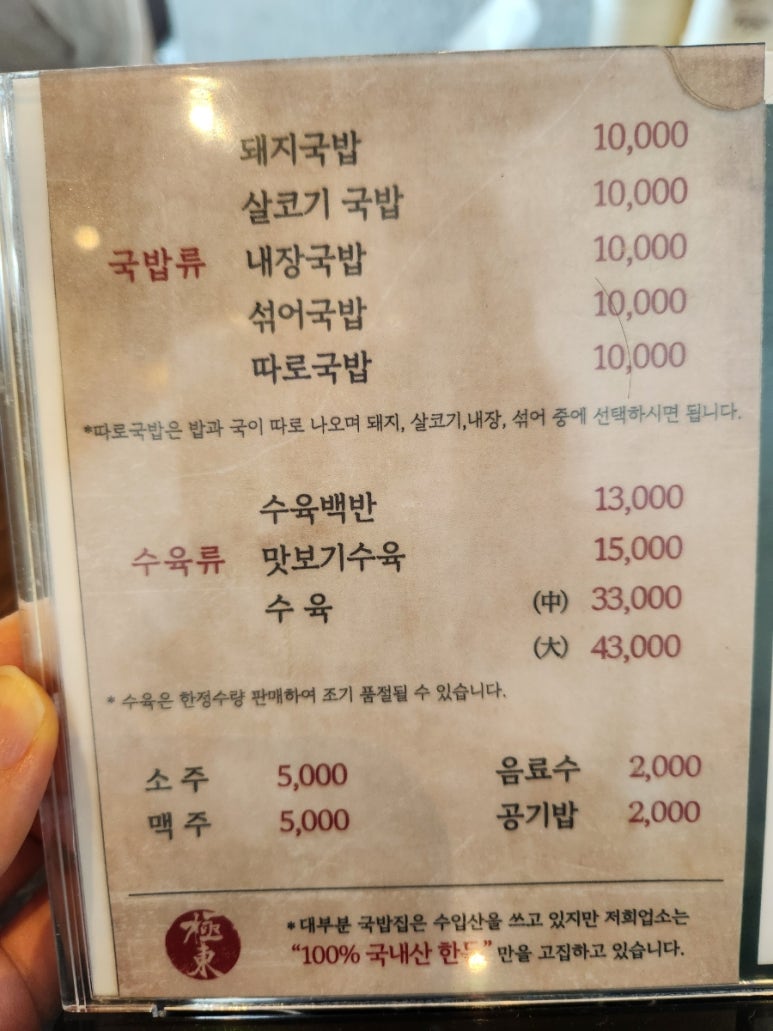 돼지국밥 10,000
살코기 국밥 10,000
국밥류 내장국밥 10,000
섞어국밥 10,000
따로국밥 10,000
*따로국밥은 밥과 국이 따로 나오며 돼지, 살코기,내장, 섞어 중에 선택하시면 됩니다.
수육백반 13,000
수육류 맛보기수육 15,000
수 육 (中) 33,000
(大) 43,000
* 수육은 한정수량 판매하여 조기 품절될 수 있습니다.
소 주 5,000 음료수 2,000
맥 주 5,000 공기밥 2,000
極東
*대부분 국밥집은 수입산을 쓰고 있지만 저희업소는
“100% 국내산 한돈” 만을 고집하고 있습니다.